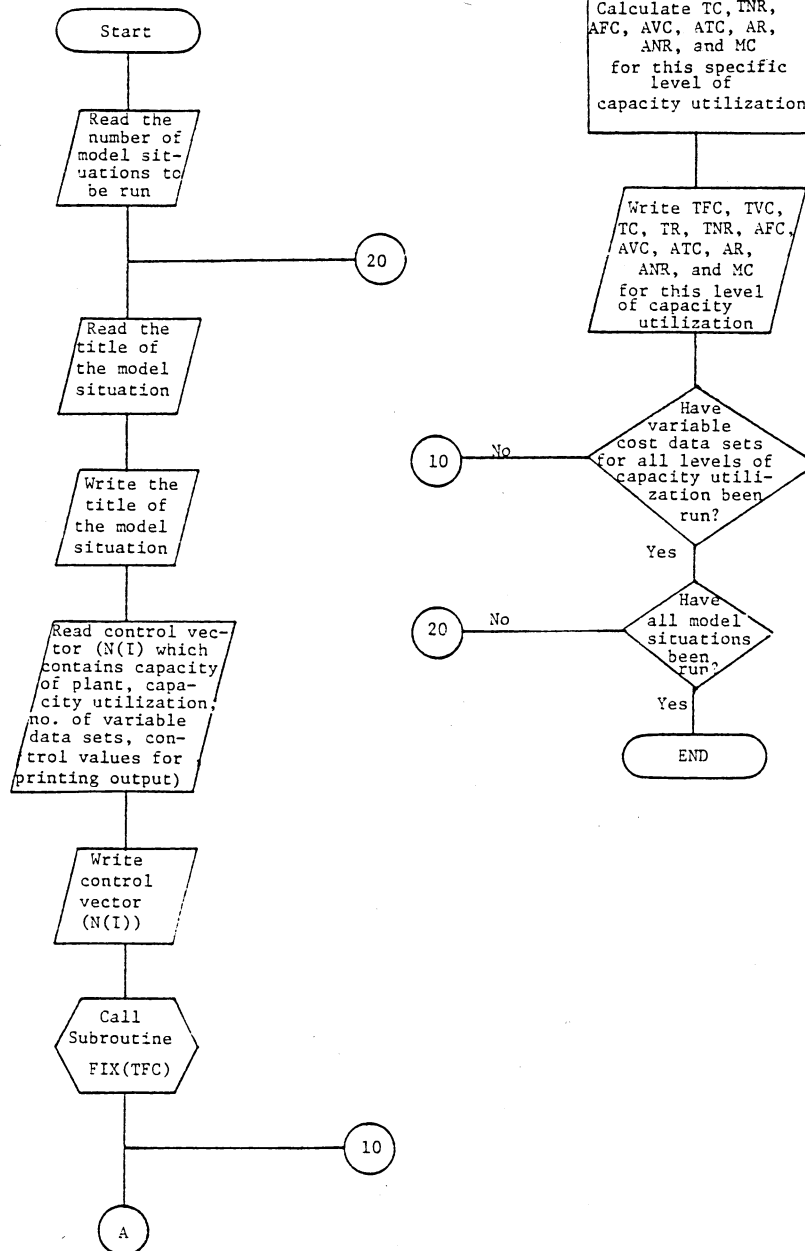 Start
Read the
number of
model sit-
uations to
be run
20
Read the
title of
the model
situation
Write the
title of
the model
situation
Read control vec-
tor (N(I) which
contains capacity
of plant, capa-
city utilization,
no. of variable
data sets, con-
trol values for
printing output)
Write
control
vector
(N(I))
Call
Subroutine
FIX(TFC)
10
A
Calculate TC, TNR,
AFC, AVC, ATC, AR,
ANR, and MC
for this specific
level of
capacity utilization
Write TFC, TVC,
TC, TR, TNR, AFC,
AVC, ATC, AR,
ANR, and MC
for this level
of capacity
utilization
Have
variable
cost data sets
for all levels of
capacity utili-
zation been
run?
No
10
Yes
Have
all model
situations
been
run?
No
20
Yes
END